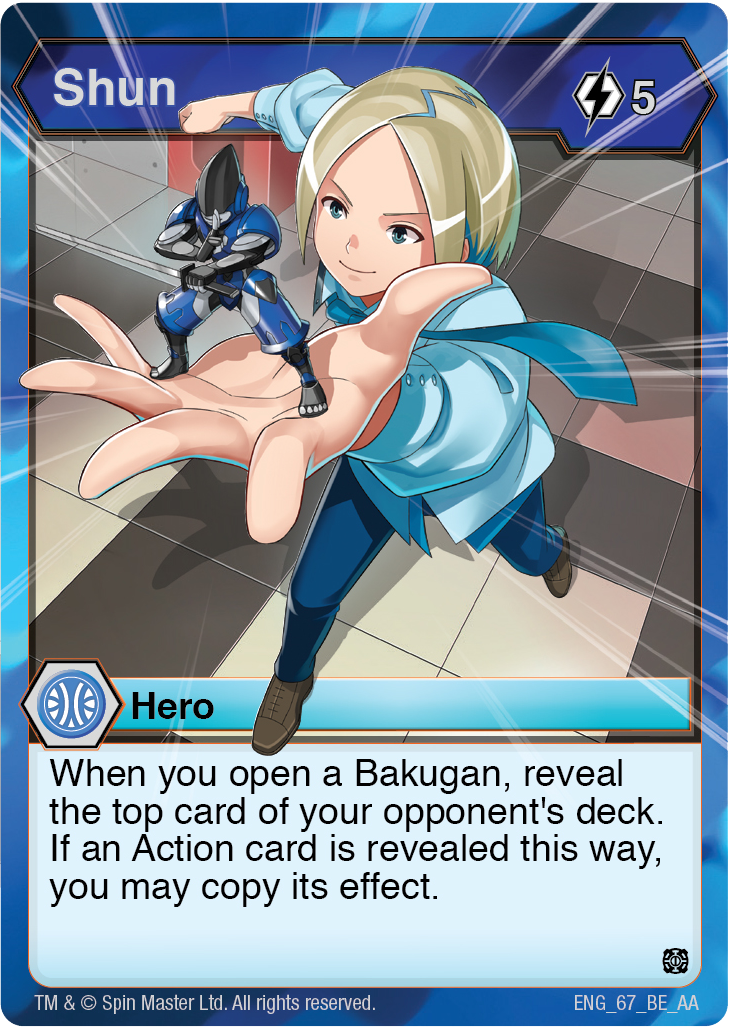 Shun
5
Hero
When you open a Bakugan, reveal
the top card of your opponent's deck.
If an Action card is revealed this way,
you may copy its effect.
TM & © Spin Master Ltd. All rights reserved.
ENG_67_BE_AA